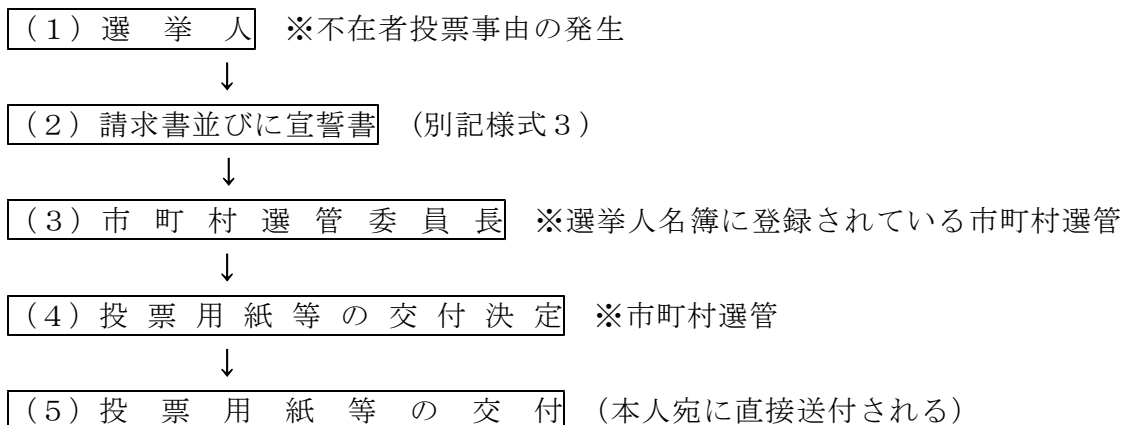 (1)選挙人 ※不在者投票事由の発生
↓
(2)請求書並びに宣誓書 (別記様式3)
↓
(3)市町村選管委員長 ※選挙人名簿に登録されている市町村選管
↓
(4)投票用紙等の交付決定 ※市町村選管
↓
(5)投票用紙等の交付 (本人宛に直接送付される)